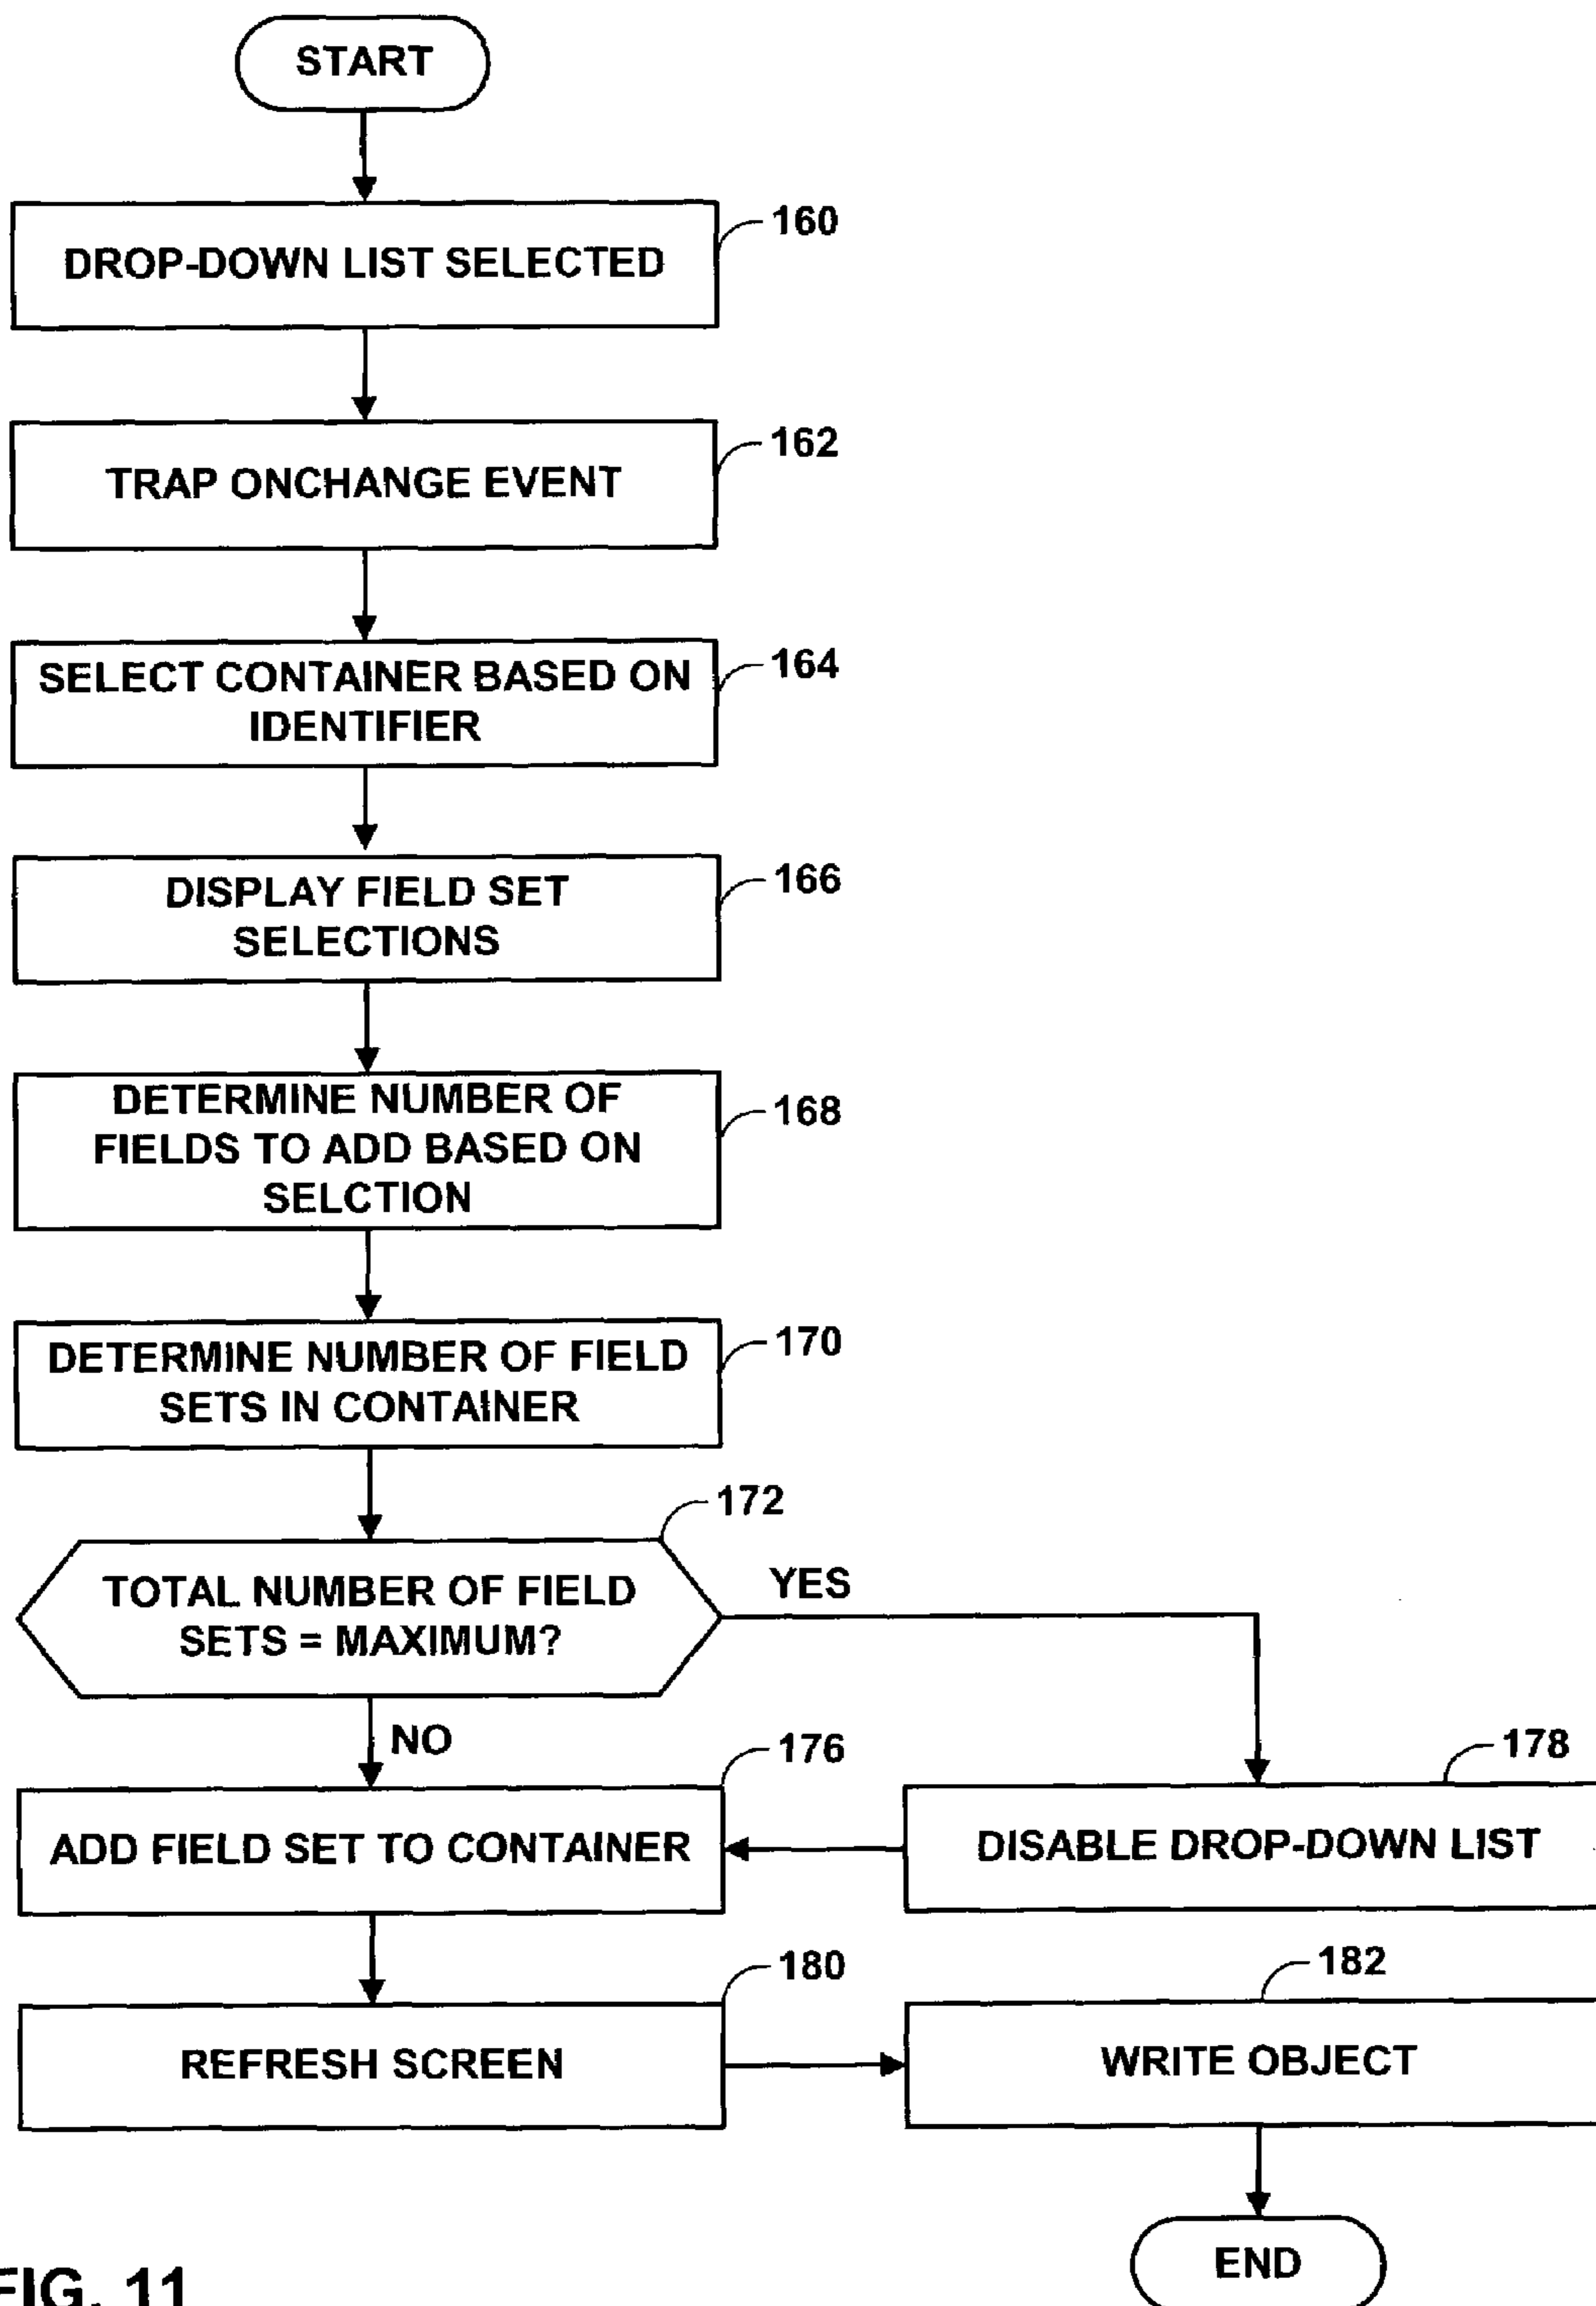 START
DROP-DOWN LIST SELECTED
160
TRAP ONCHANGE EVENT
162
SELECT CONTAINER BASED ON
IDENTIFIER
164
DISPLAY FIELD SET
SELECTIONS
166
DETERMINE NUMBER OF
FIELDS TO ADD BASED ON
SELCTION
168
DETERMINE NUMBER OF FIELD
SETS IN CONTAINER
170
172
TOTAL NUMBER OF FIELD
SETS = MAXIMUM?
YES
NO
176
ADD FIELD SET TO CONTAINER
178
DISABLE DROP-DOWN LIST
180
REFRESH SCREEN
182
WRITE OBJECT
END
FIG. 11